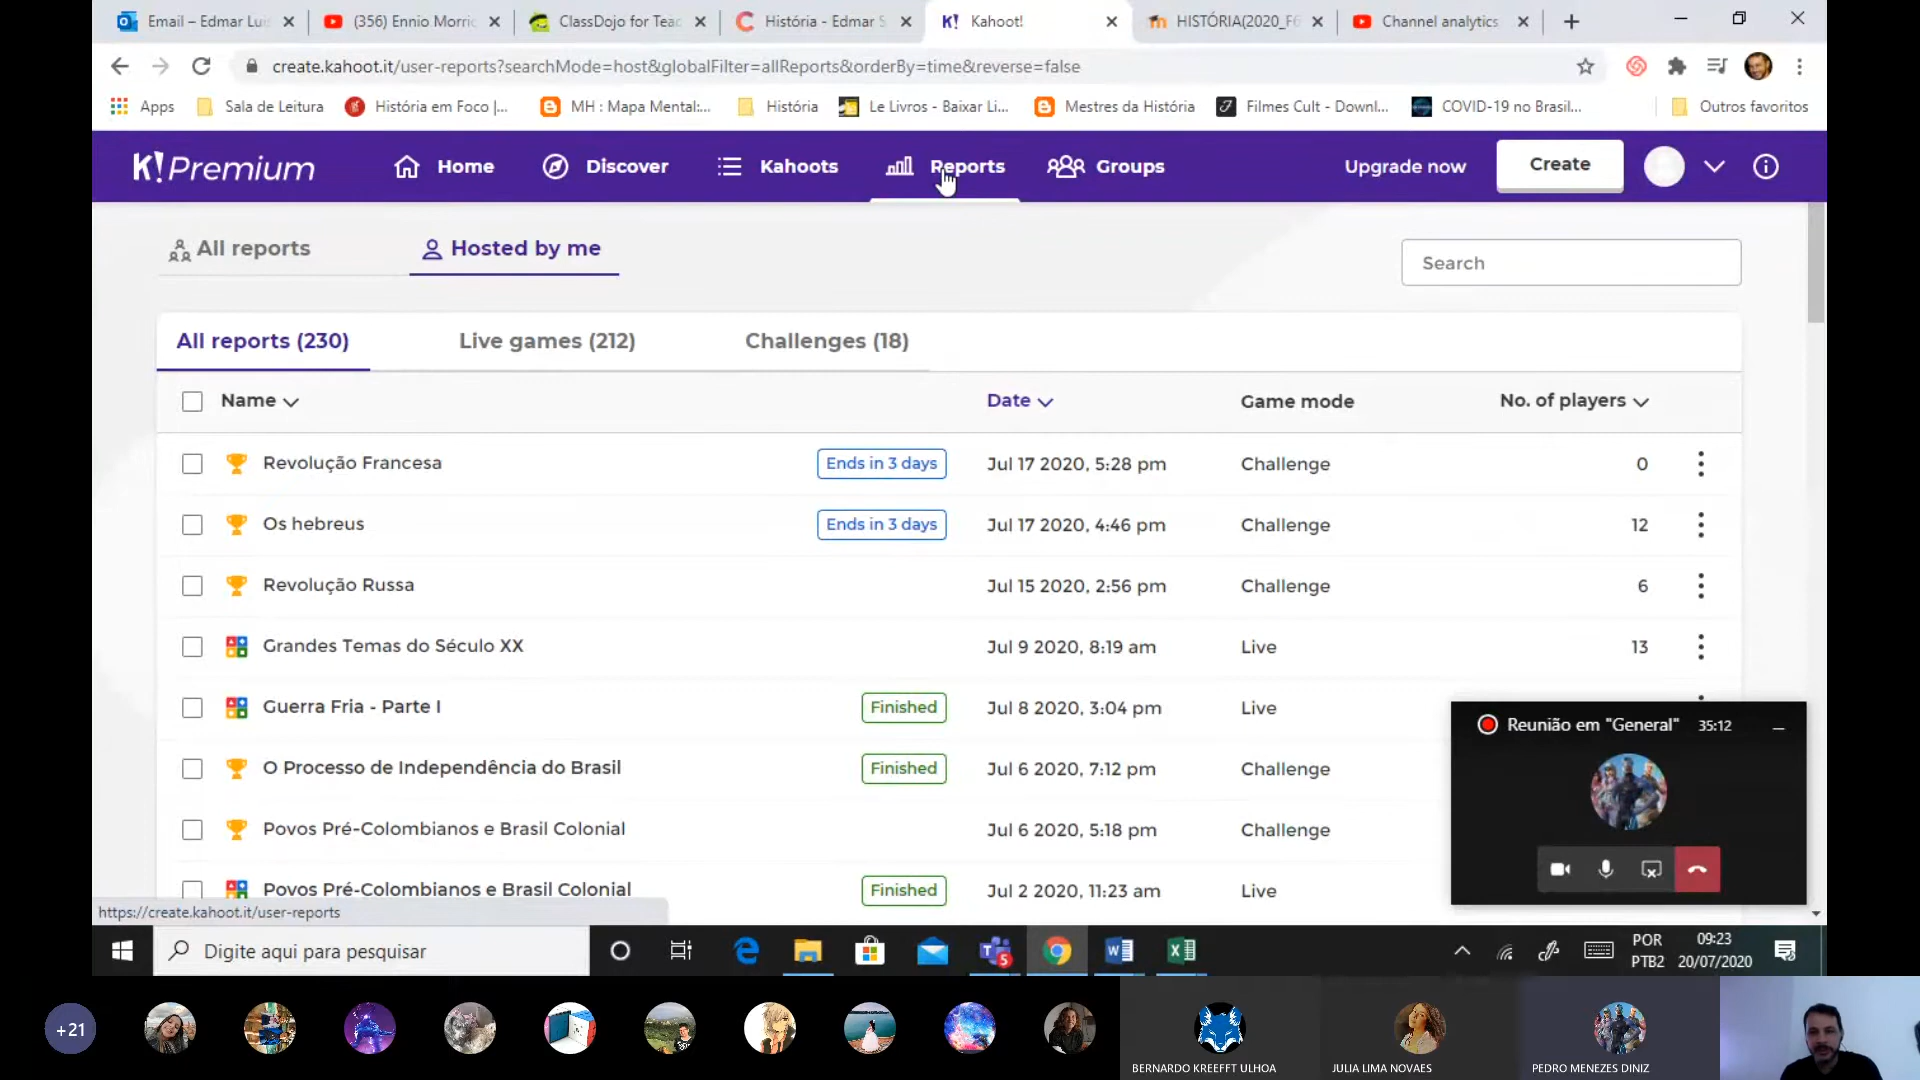 Email – Edmar Lui
(356) Ennio Morric
ClassDojo for Teac
História - Edmar S
Kahoot!
HISTÓRIA(2020_F6
Channel analytics
create.kahoot.it/user-reports?searchMode=host&globalFilter=allReports&orderBy=time&reverse=false
Apps
Sala de Leitura
História em Foco |...
MH : Mapa Mental:...
História
Le Livros - Baixar Li...
Mestres da História
Filmes Cult - Downl...
COVID-19 no Brasil...
Outros favoritos
K! Premium
Home
Discover
Kahoots
Reports
Groups
Upgrade now
Create
All reports
Hosted by me
Search
All reports (230)
Live games (212)
Challenges (18)
Name
Date
Game mode
No. of players
Revolução Francesa
Ends in 3 days
Jul 17 2020, 5:28 pm
Challenge
0
Os hebreus
Ends in 3 days
Jul 17 2020, 4:46 pm
Challenge
12
Revolução Russa
Jul 15 2020, 2:56 pm
Challenge
6
Grandes Temas do Século XX
Jul 9 2020, 8:19 am
Live
13
Guerra Fria - Parte I
Finished
Jul 8 2020, 3:04 pm
Live
O Processo de Independência do Brasil
Finished
Jul 6 2020, 7:12 pm
Challenge
Povos Pré-Colombianos e Brasil Colonial
Jul 6 2020, 5:18 pm
Challenge
Povos Pré-Colombianos e Brasil Colonial
Finished
Jul 2 2020, 11:23 am
Live
Reunião em "General"
35:12
https://create.kahoot.it/user-reports
Digite aqui para pesquisar
POR
PTB2
09:23
20/07/2020
+21
BERNARDO KREEFFT ULHOA
JULIA LIMA NOVAES
PEDRO MENEZES DINIZ